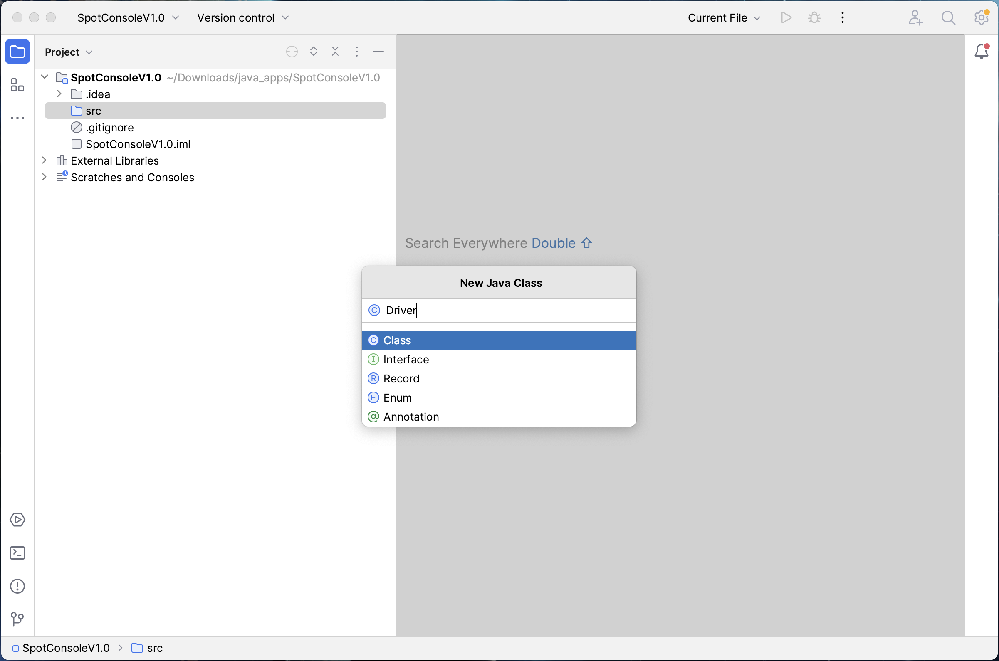 SpotConsoleV1.0 Version control Current File
Project
SpotConsoleV1.0 ~/Downloads/java_apps/SpotConsoleV1.0
.idea
src
.gitignore
SpotConsoleV1.0.iml
External Libraries
Scratches and Consoles
Search Everywhere Double ⇧
New Java Class
C Driver
C Class
I Interface
R Record
E Enum
@ Annotation
SpotConsoleV1.0 > src